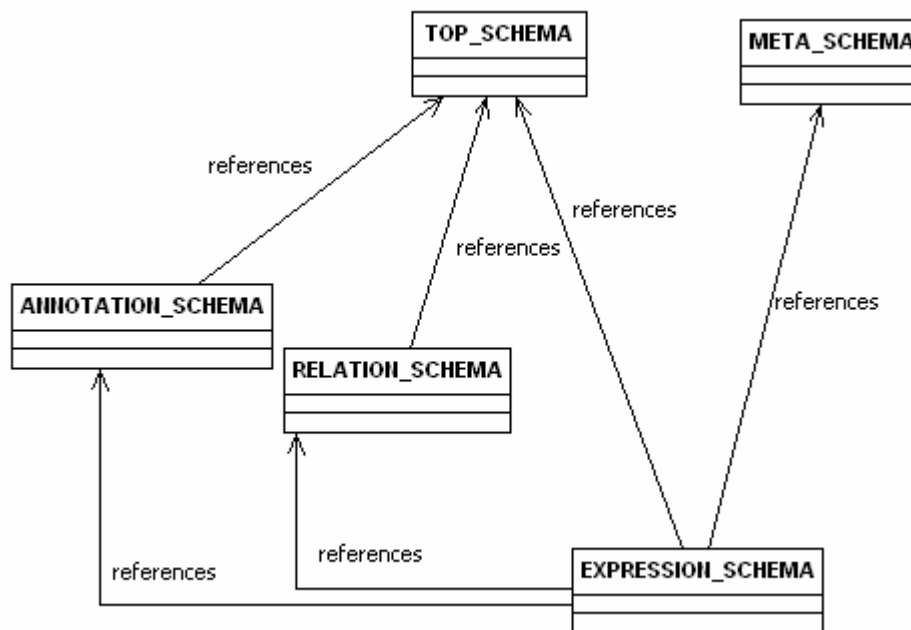 TOP_SCHEMA
META_SCHEMA
references
references
references
ANNOTATION_SCHEMA
references
RELATION_SCHEMA
references
references
EXPRESSION_SCHEMA